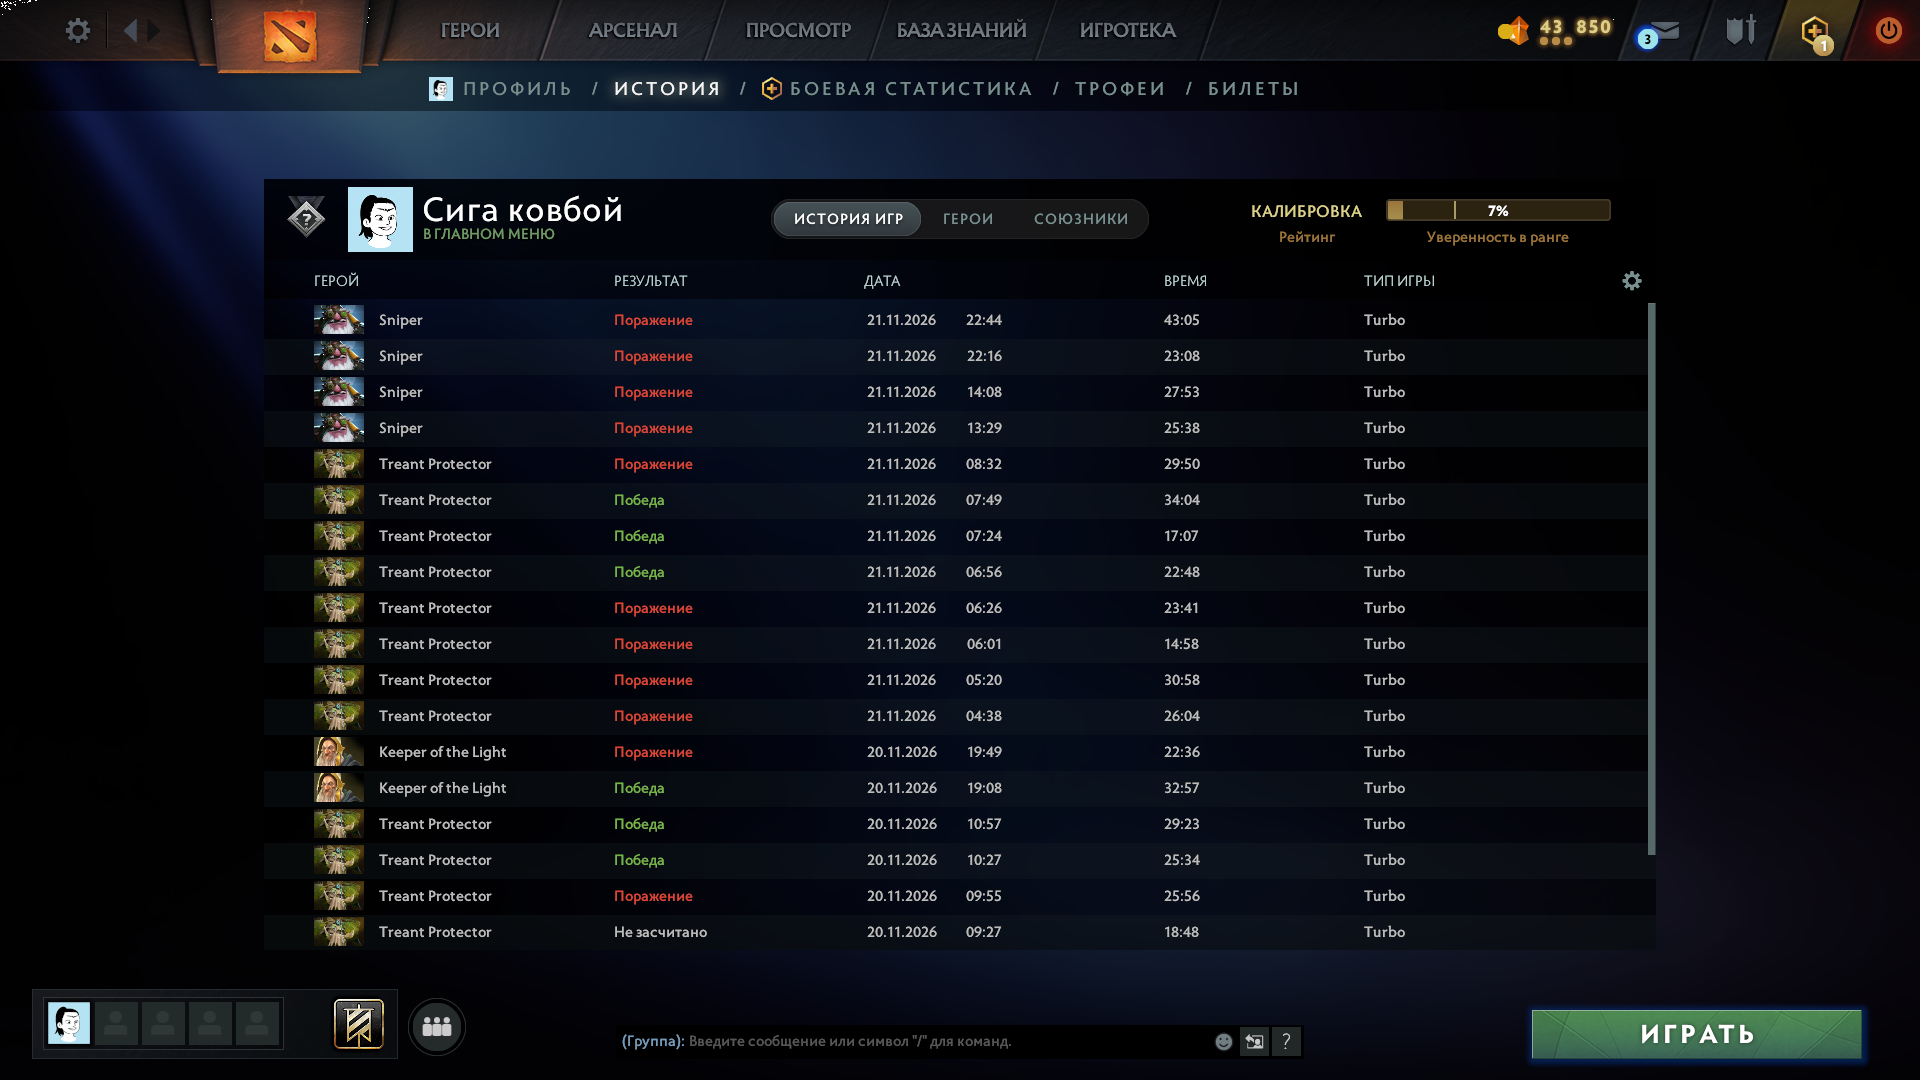 ГЕРОИ АРСЕНАЛ ПРОСМОТР БАЗА ЗНАНИЙ ИГРОТЕКА 43 850 3 1
ПРОФИЛЬ / ИСТОРИЯ / БОЕВАЯ СТАТИСТИКА / ТРОФЕИ / БИЛЕТЫ
? Сига ковбой ИСТОРИЯ ИГР ГЕРОИ СОЮЗНИКИ КАЛИБРОВКА 7%
В ГЛАВНОМ МЕНЮ Рейтинг Уверенность в ранге
ГЕРОЙ РЕЗУЛЬТАТ ДАТА ВРЕМЯ ТИП ИГРЫ
Sniper Поражение 21.11.2026 22:44 43:05 Turbo
Sniper Поражение 21.11.2026 22:16 23:08 Turbo
Sniper Поражение 21.11.2026 14:08 27:53 Turbo
Sniper Поражение 21.11.2026 13:29 25:38 Turbo
Treant Protector Поражение 21.11.2026 08:32 29:50 Turbo
Treant Protector Победа 21.11.2026 07:49 34:04 Turbo
Treant Protector Победа 21.11.2026 07:24 17:07 Turbo
Treant Protector Победа 21.11.2026 06:56 22:48 Turbo
Treant Protector Поражение 21.11.2026 06:26 23:41 Turbo
Treant Protector Поражение 21.11.2026 06:01 14:58 Turbo
Treant Protector Поражение 21.11.2026 05:20 30:58 Turbo
Treant Protector Поражение 21.11.2026 04:38 26:04 Turbo
Keeper of the Light Поражение 20.11.2026 19:49 22:36 Turbo
Keeper of the Light Победа 20.11.2026 19:08 32:57 Turbo
Treant Protector Победа 20.11.2026 10:57 29:23 Turbo
Treant Protector Победа 20.11.2026 10:27 25:34 Turbo
Treant Protector Поражение 20.11.2026 09:55 25:56 Turbo
Treant Protector Не засчитано 20.11.2026 09:27 18:48 Turbo
(Группа): Введите сообщение или символ "/" для команд. ?
ИГРАТЬ